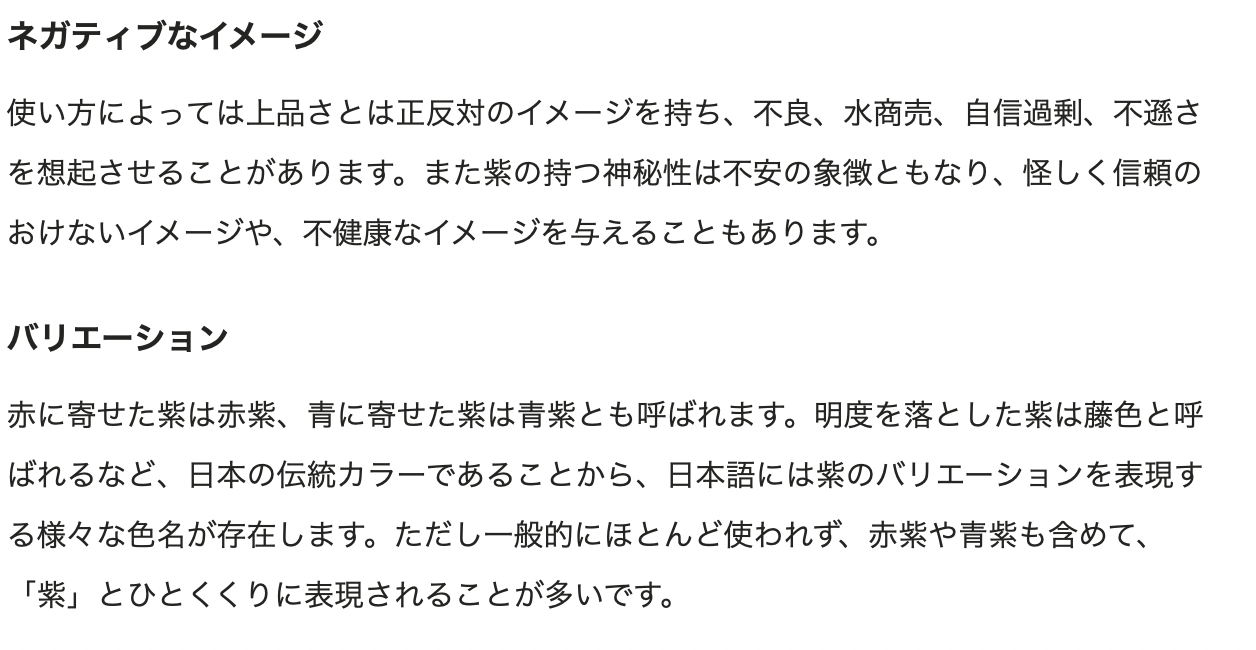 ネガティブなイメージ
使い方によっては上品さとは正反対のイメージを持ち、不良、水商売、自信過剰、不遜さ
を想起させることがあります。また紫の持つ神秘性は不安の象徴ともなり、怪しく信頼の
おけないイメージや、不健康なイメージを与えることもあります。
バリエーション
赤に寄せた紫は赤紫、青に寄せた紫は青紫とも呼ばれます。明度を落とした紫は藤色と呼
ばれるなど、日本の伝統カラーであることから、日本語には紫のバリエーションを表現す
る様々な色名が存在します。ただし一般的にほとんど使われず、赤紫や青紫も含めて、
「紫」とひとくくりに表現されることが多いです。